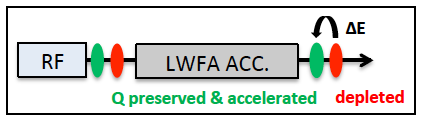 ΔE
RF
LWFA ACC.
Q preserved & accelerated depleted